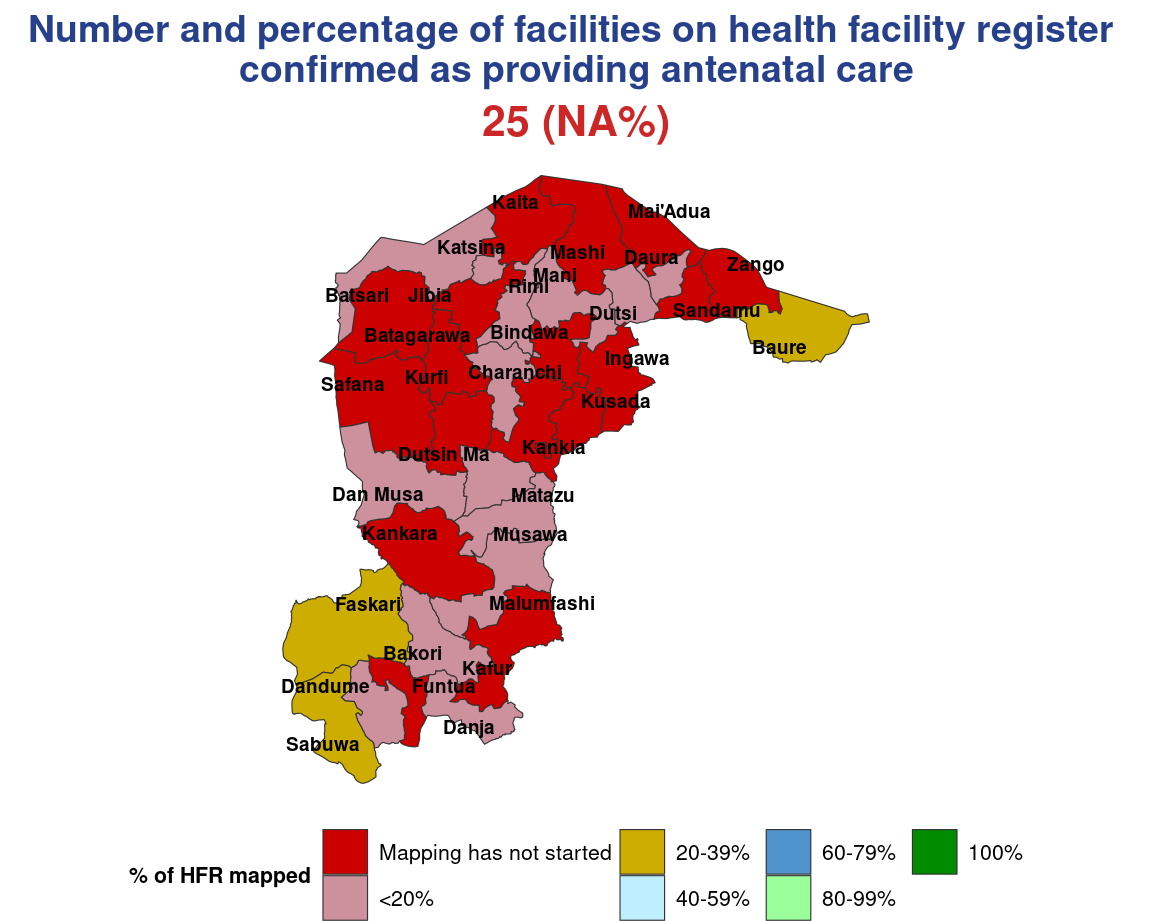 Number and percentage of facilities on health facility register
confirmed as providing antenatal care
25 (NA%)
Kaita
Mai'Adua
Katsina
Mashi
Daura
Zango
Mani
Rimi
Batsari
Jibia
Dutsi
Sandamu
Batagarawa
Bindawa
Baure
Ingawa
Charanchi
Kurfi
Safana
Kusada
Kankia
Dutsin Ma
Dan Musa
Matazu
Kankara
Musawa
Faskari
Malumfashi
Bakori
Kafur
Dandume
Funtua
Danja
Sabuwa
% of HFR mapped
Mapping has not started
<20%
20-39%
40-59%
60-79%
80-99%
100%